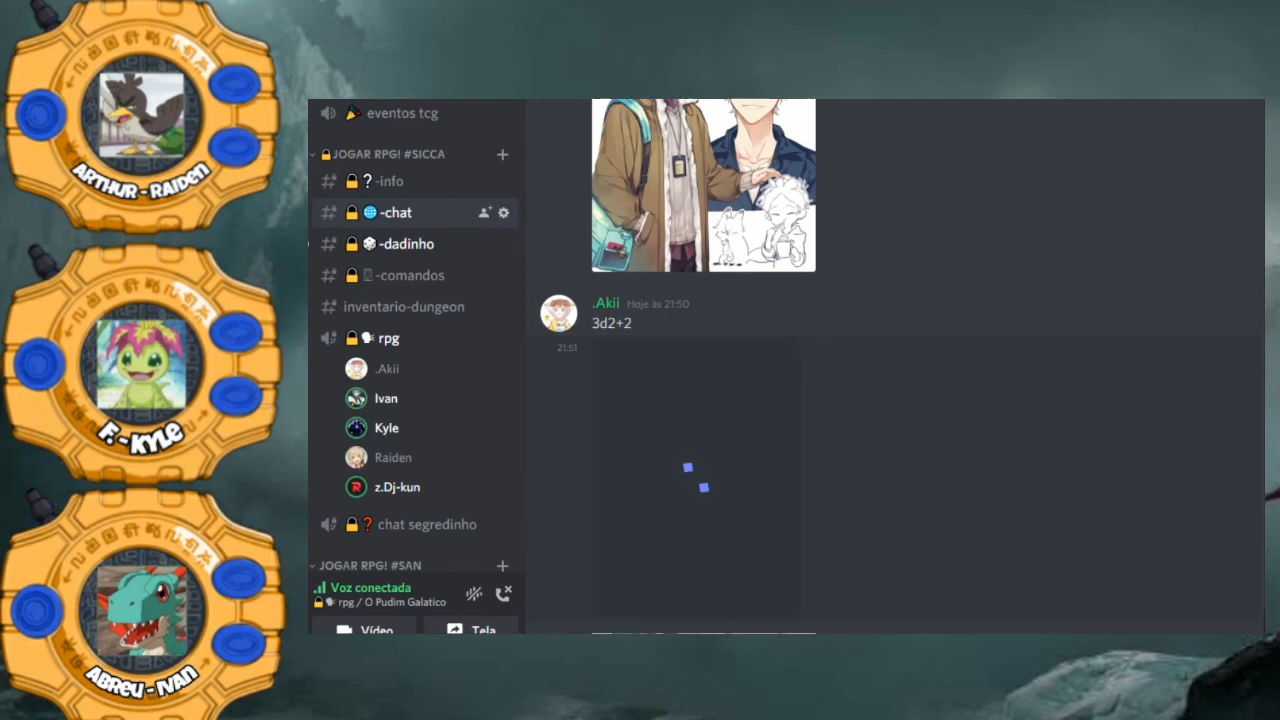 ARTHUR - RAIDEN
F. - KYLE
ABREU - IVAN
eventos tcg
JOGAR RPG! #SICCA
-info
-chat
-dadinho
-comandos
inventario-dungeon
rpg
.Akii
Ivan
Kyle
Raiden
z.Dj-kun
chat segredinho
JOGAR RPG! #SAN
Voz conectada
rpg / O Pudim Galatico
Vídeo
Tela
.Akii Hoje às 21:50
3d2+2
21:51